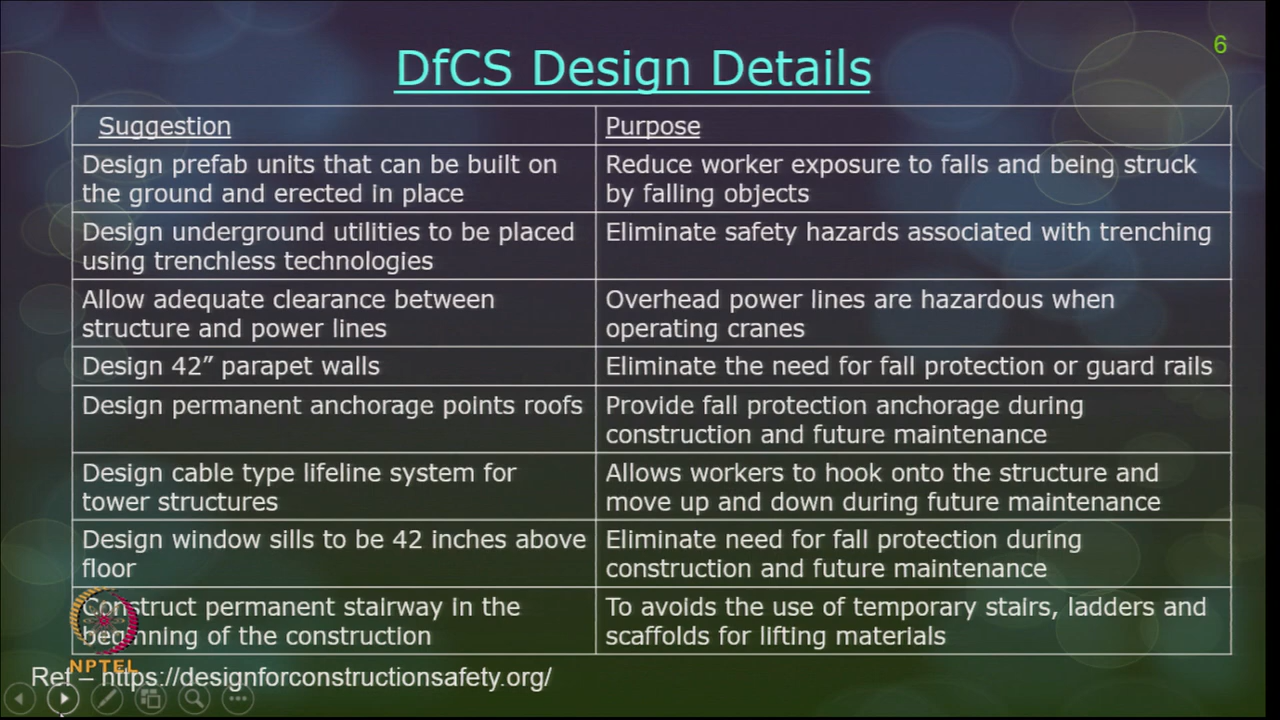 6
DfCS Design Details
Suggestion
Purpose
Design prefab units that can be built on
the ground and erected in place
Reduce worker exposure to falls and being struck
by falling objects
Design underground utilities to be placed
using trenchless technologies
Eliminate safety hazards associated with trenching
Allow adequate clearance between
structure and power lines
Overhead power lines are hazardous when
operating cranes
Design 42” parapet walls
Eliminate the need for fall protection or guard rails
Design permanent anchorage points roofs
Provide fall protection anchorage during
construction and future maintenance
Design cable type lifeline system for
tower structures
Allows workers to hook onto the structure and
move up and down during future maintenance
Design window sills to be 42 inches above
floor
Eliminate need for fall protection during
construction and future maintenance
Construct permanent stairway in the
beginning of the construction
To avoids the use of temporary stairs, ladders and
scaffolds for lifting materials
NPTEL
Ref – https://designforconstructionsafety.org/